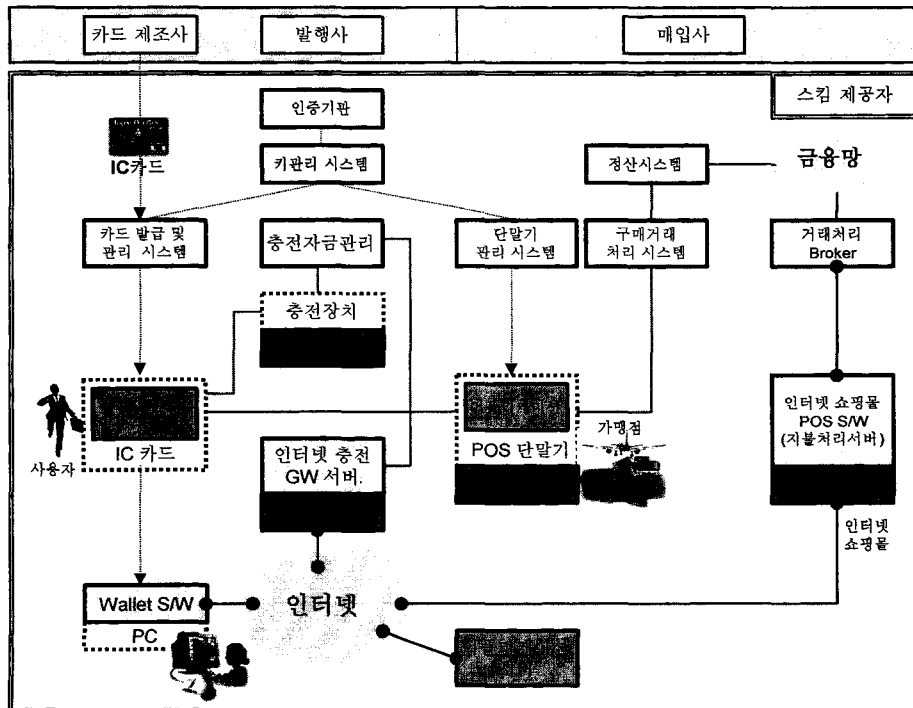 카드 제조사
발행사
매입사
스킴 제공자
인증기관
IC카드
키관리 시스템
정산시스템
금융망
카드 발급 및
관리 시스템
충전자금관리
단말기
관리 시스템
구매거래
처리 시스템
거래처리
Broker
충전장치
사용자
IC 카드
인터넷 충전
GW 서버.
POS 단말기
가맹점
인터넷 쇼핑몰
POS S/W
(지불처리서버)
인터넷
쇼핑몰
Wallet S/W
PC
인터넷